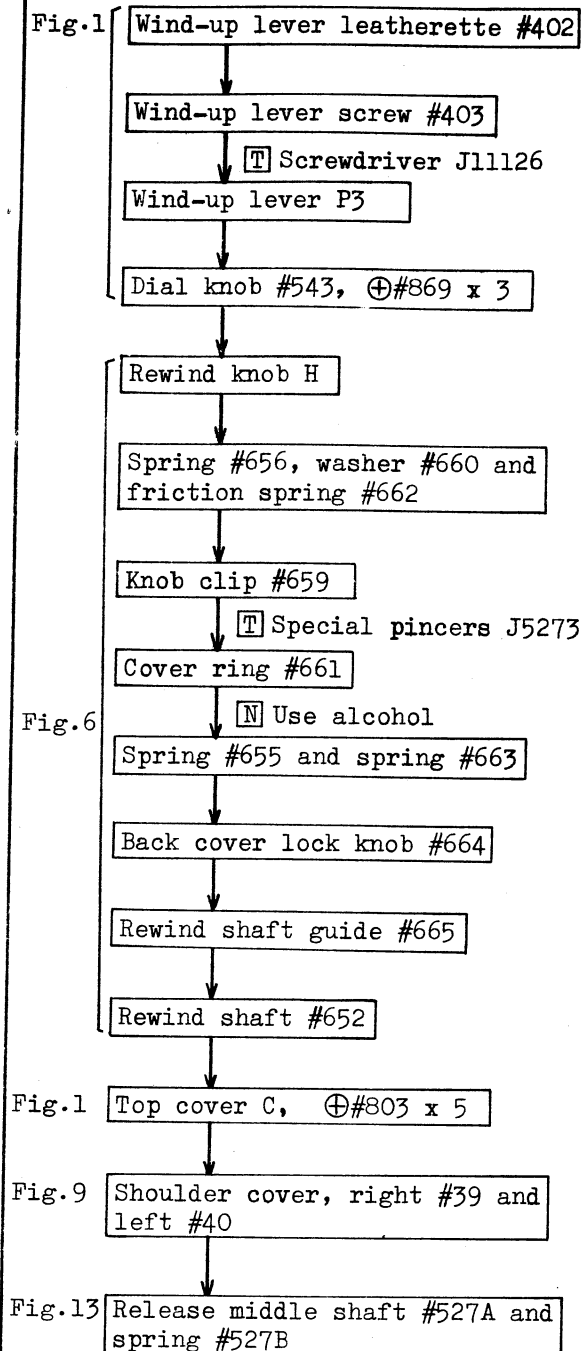 Fig.1 Wind-up lever leatherette #402
Wind-up lever screw #403
T Screwdriver J11126
Wind-up lever P3
Dial knob #543, ⊕#869 x 3
Rewind knob H
Spring #656, washer #660 and
friction spring #662
Knob clip #659
T Special pincers J5273
Cover ring #661
Fig.6
N Use alcohol
Spring #655 and spring #663
Back cover lock knob #664
Rewind shaft guide #665
Rewind shaft #652
Fig.1 Top cover C, ⊕#803 x 5
Fig.9 Shoulder cover, right #39 and
left #40
Fig.13 Release middle shaft #527A and
spring #527B